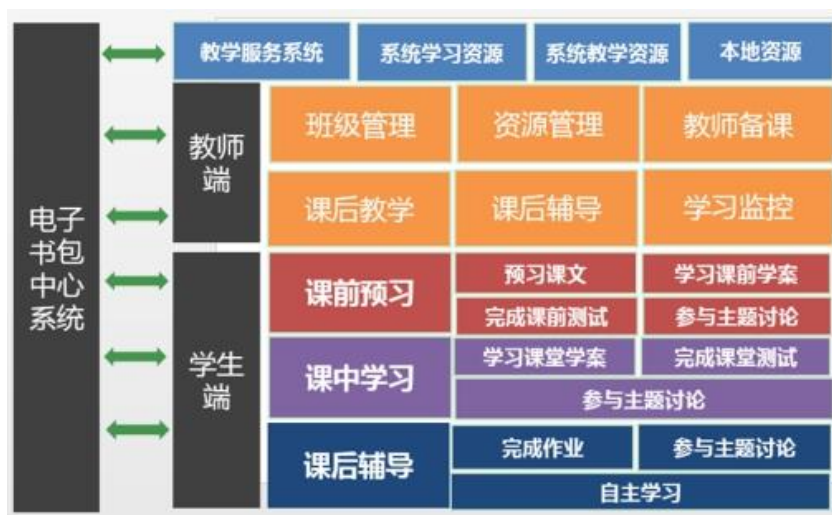 电子
书包
中心
系统
教学服务系统
系统学习资源
系统教学资源
本地资源
教师
端
班级管理
资源管理
教师备课
课后教学
课后辅导
学习监控
学生
端
课前预习
预习课文
学习课前学案
完成课前测试
参与主题讨论
课中学习
学习课堂学案
完成课堂测试
参与主题讨论
课后辅导
完成作业
参与主题讨论
自主学习